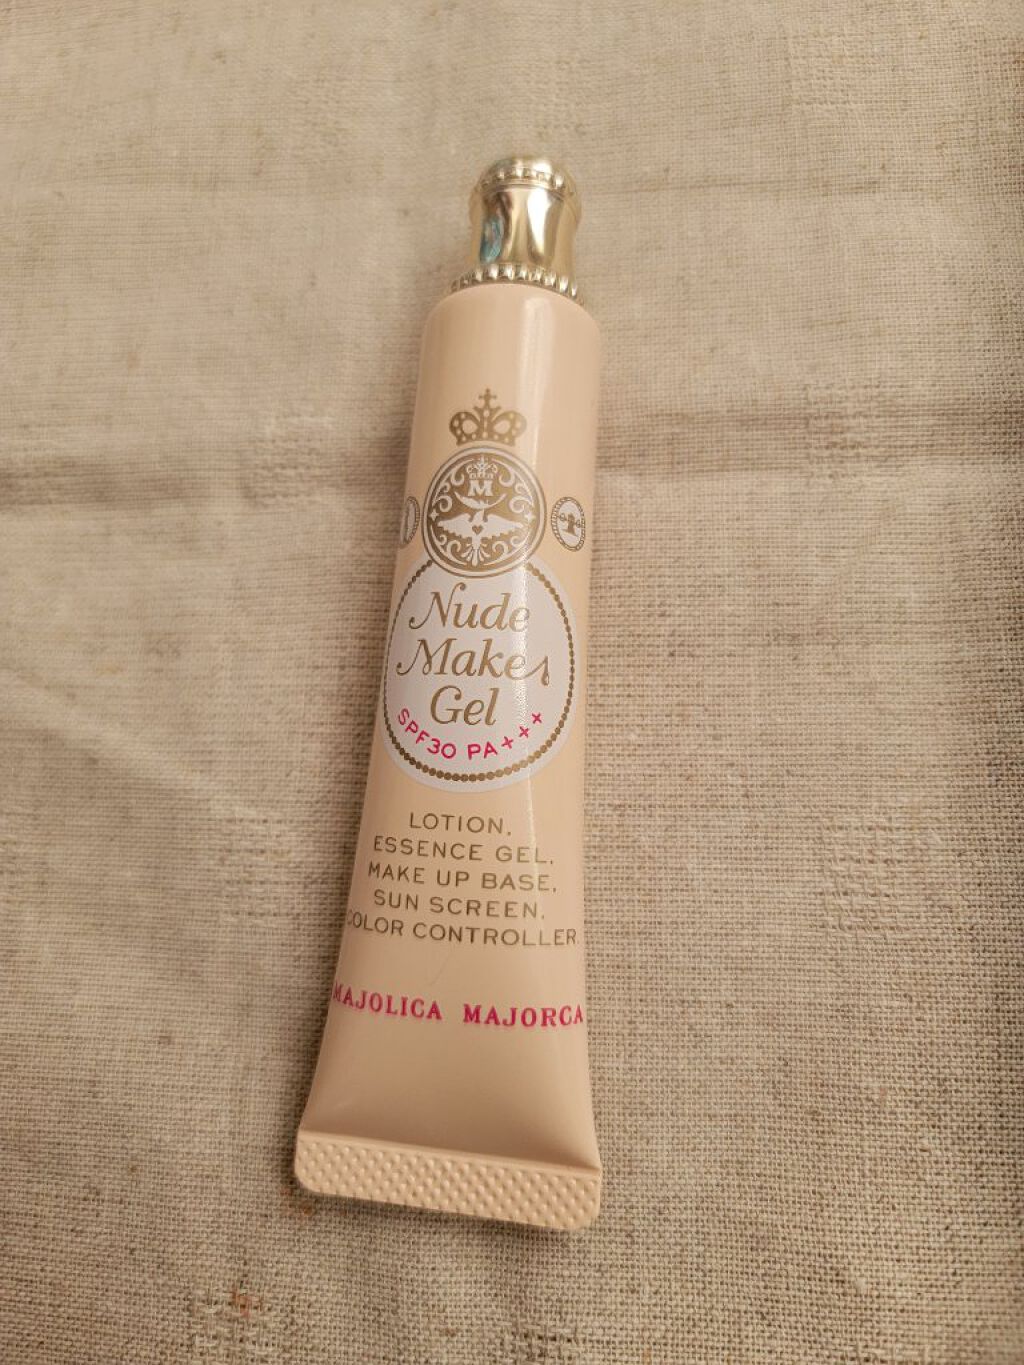 M
Nude
Make
Gel
SPF30 PA+++
LOTION,
ESSENCE GEL,
MAKE UP BASE,
SUN SCREEN,
COLOR CONTROLLER
MAJOLICA MAJORCA